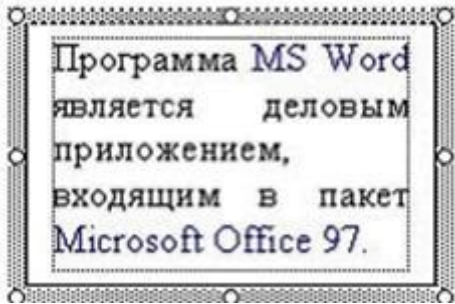 Программа MS Word
является деловым
приложением,
входящим в пакет
Microsoft Office 97.